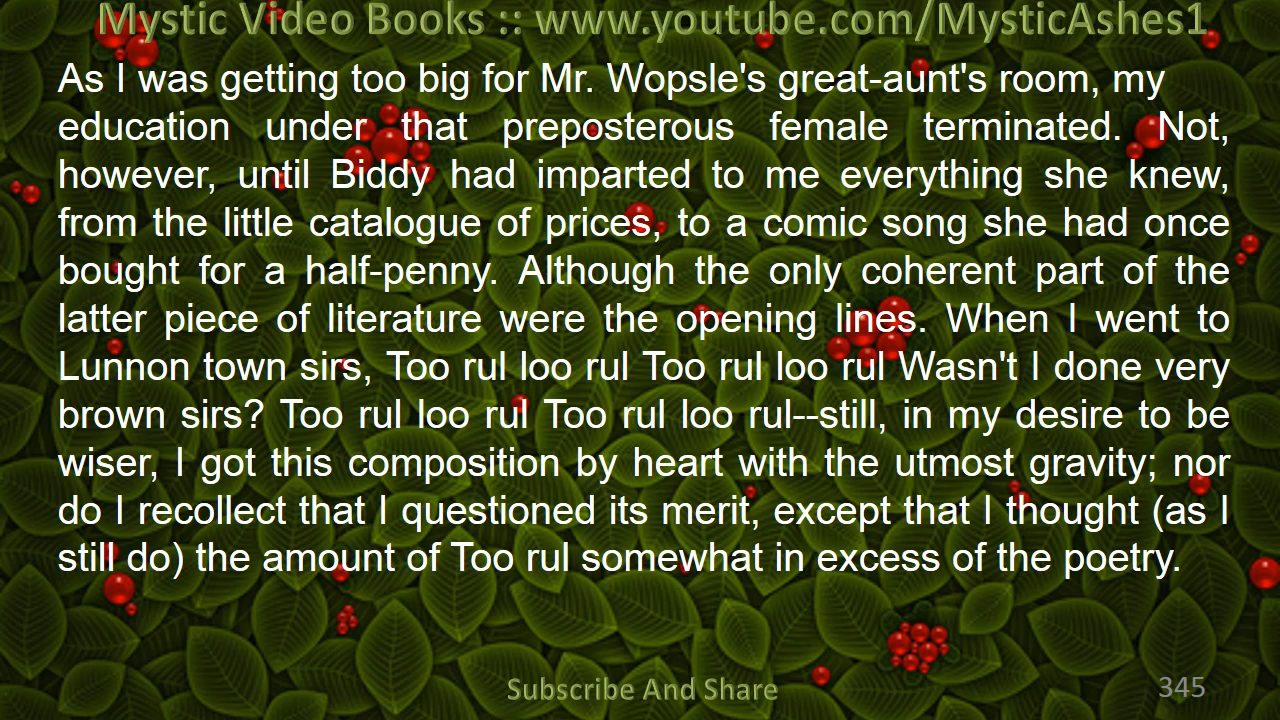 Mystic Video Books :: www.youtube.com/MysticAshes1
As I was getting too big for Mr. Wopsle's great-aunt's room, my
education under that preposterous female terminated. Not,
however, until Biddy had imparted to me everything she knew,
from the little catalogue of prices, to a comic song she had once
bought for a half-penny. Although the only coherent part of the
latter piece of literature were the opening lines. When I went to
Lunnon town sirs, Too rul loo rul Too rul loo rul Wasn't I done very
brown sirs? Too rul loo rul Too rul loo rul--still, in my desire to be
wiser, I got this composition by heart with the utmost gravity; nor
do I recollect that I questioned its merit, except that I thought (as I
still do) the amount of Too rul somewhat in excess of the poetry.
Subscribe And Share
345